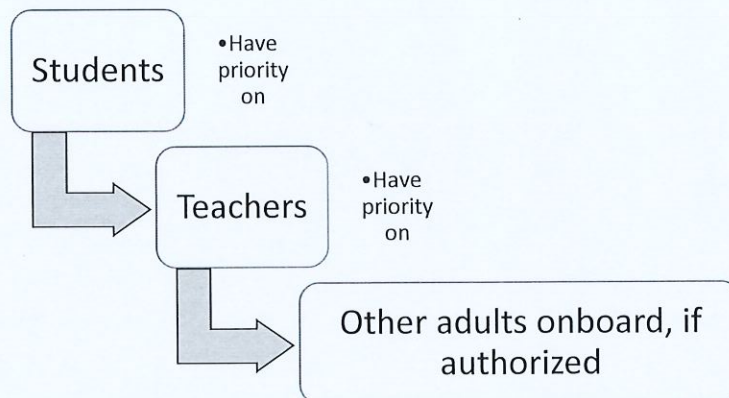 Students
•Have
priority
on
Teachers
•Have
priority
on
Other adults onboard, if
authorized